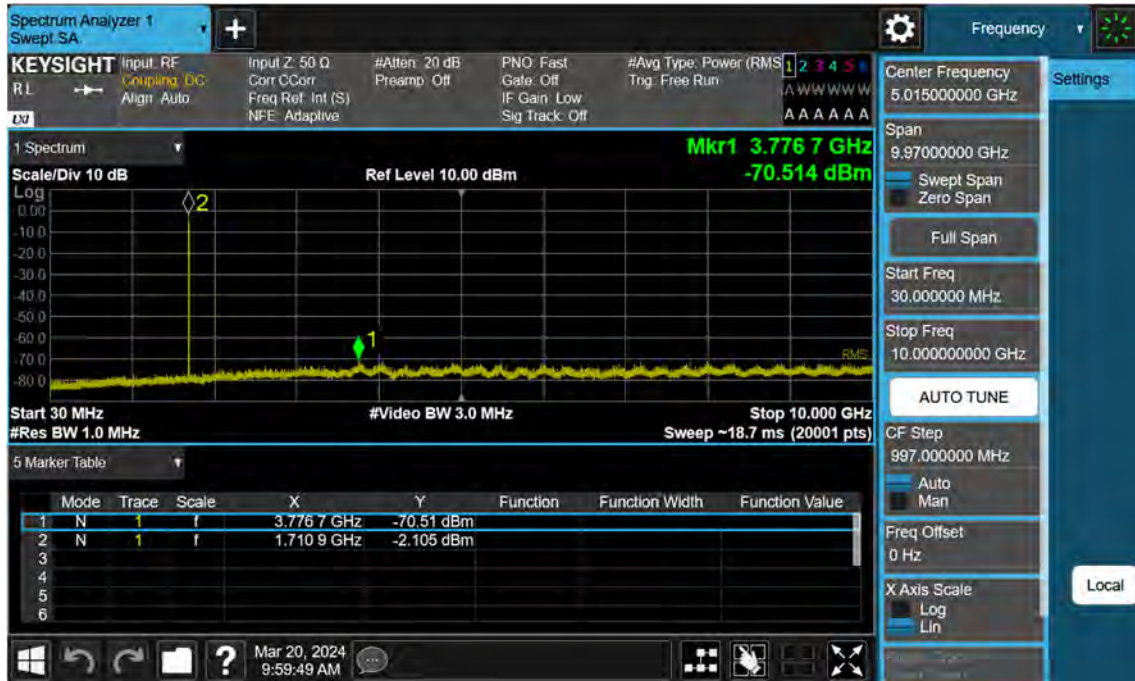 Spectrum Analyzer 1
Swept SA
+
Frequency
KEYSIGHT
RL
LXI
Input: RF
Coupling: DC
Align: Auto
Input Z: 50 Ω
Corr CCorr
Freq Ref: Int (S)
NFE: Adaptive
#Atten: 20 dB
Preamp: Off
PNO: Fast
Gate: Off
IF Gain: Low
Sig Track: Off
#Avg Type: Power (RMS
Trig: Free Run
1 2 3 4 5 6
A W W W W W
A A A A A A
1 Spectrum
Scale/Div 10 dB
Ref Level 10.00 dBm
Mkr1 3.776 7 GHz
-70.514 dBm
Log
0.00
-10.0
-20.0
-30.0
-40.0
-50.0
-60.0
-70.0
-80.0
2
1
RMS
Start 30 MHz
#Video BW 3.0 MHz
Stop 10.000 GHz
#Res BW 1.0 MHz
Sweep ~18.7 ms (20001 pts)
5 Marker Table
Mode Trace Scale X Y Function Function Width Function Value
1 N 1 f 3.776 7 GHz -70.51 dBm
2 N 1 f 1.710 9 GHz -2.105 dBm
3
4
5
6
?
Mar 20, 2024
9:59:49 AM
Center Frequency
5.015000000 GHz
Span
9.97000000 GHz
Swept Span
Zero Span
Full Span
Start Freq
30.000000 MHz
Stop Freq
10.000000000 GHz
AUTO TUNE
CF Step
997.000000 MHz
Auto
Man
Freq Offset
0 Hz
X Axis Scale
Log
Lin
Settings
Local